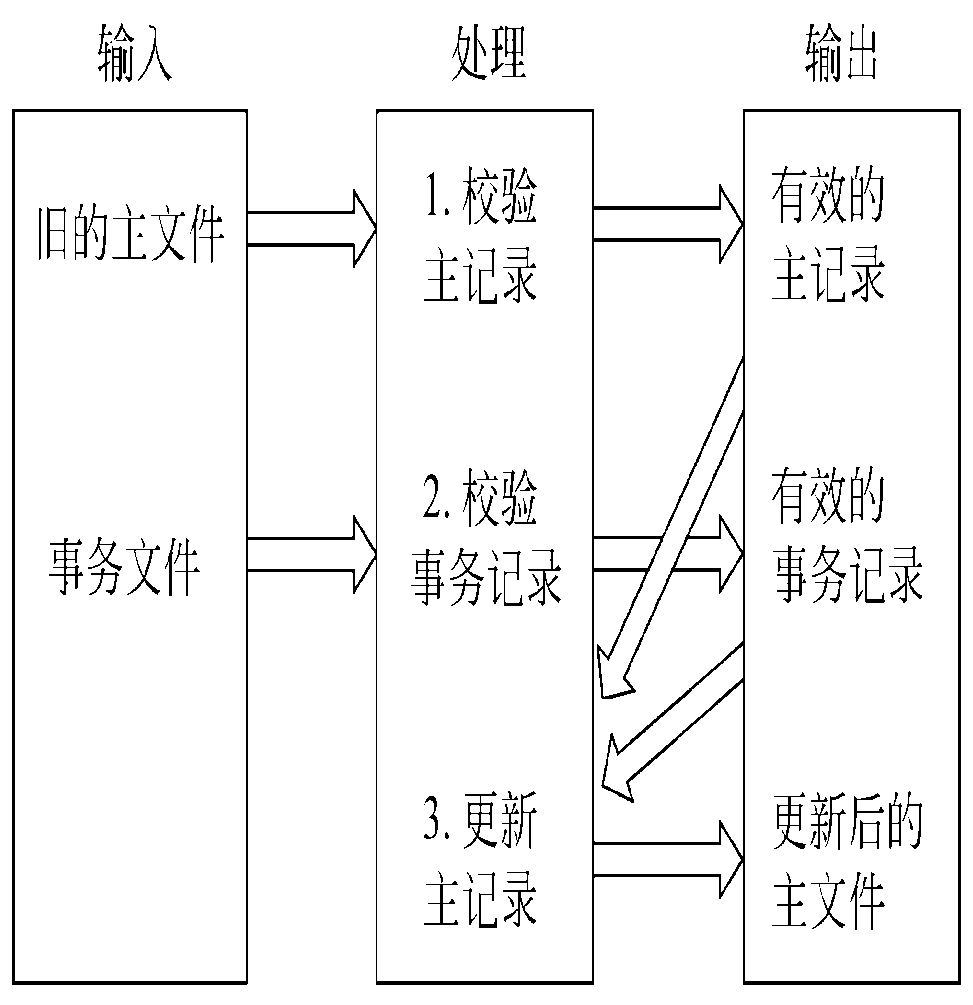 输入
处理
输出
旧的主文件
1. 校验
主记录
有效的
主记录
事务文件
2. 校验
事务记录
有效的
事务记录
3. 更新
主记录
更新后的
主文件